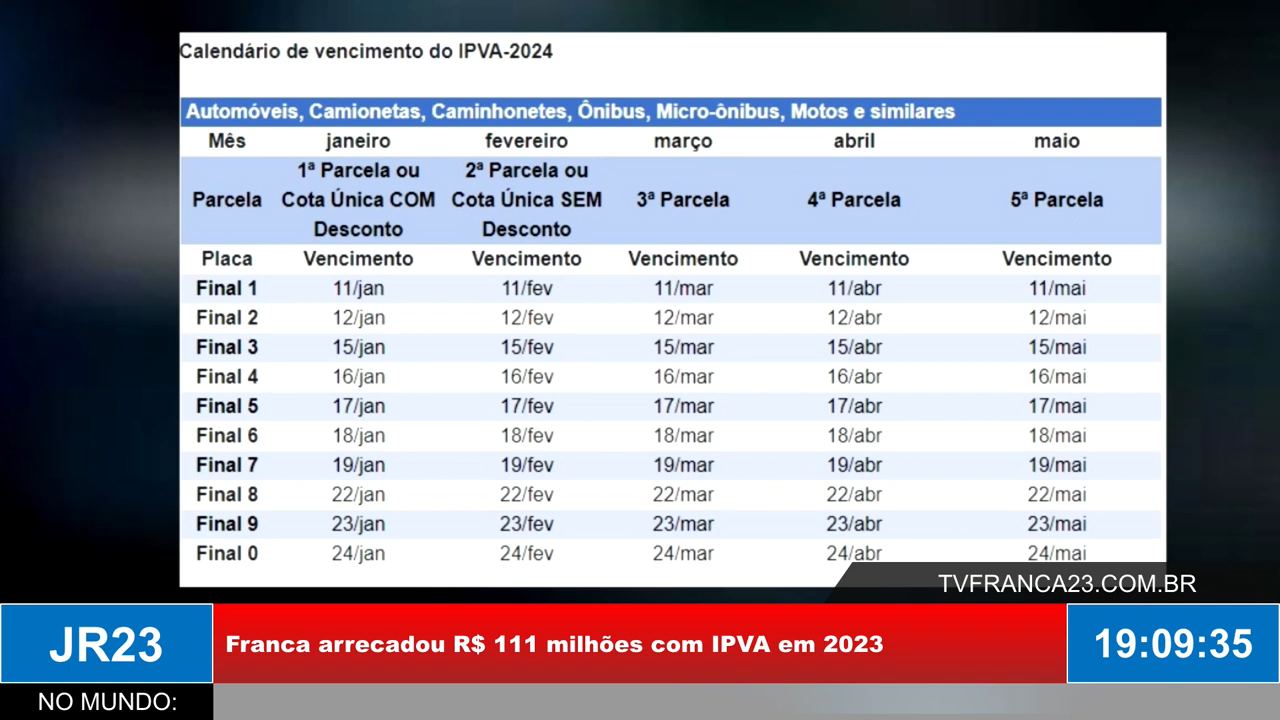 Calendário de vencimento do IPVA-2024
Automóveis, Camionetas, Caminhonetes, Ônibus, Micro-ônibus, Motos e similares
Mês janeiro fevereiro março abril maio
Parcela 1ª Parcela ou Cota Única COM Desconto 2ª Parcela ou Cota Única SEM Desconto 3ª Parcela 4ª Parcela 5ª Parcela
Placa Vencimento Vencimento Vencimento Vencimento Vencimento
Final 1 11/jan 11/fev 11/mar 11/abr 11/mai
Final 2 12/jan 12/fev 12/mar 12/abr 12/mai
Final 3 15/jan 15/fev 15/mar 15/abr 15/mai
Final 4 16/jan 16/fev 16/mar 16/abr 16/mai
Final 5 17/jan 17/fev 17/mar 17/abr 17/mai
Final 6 18/jan 18/fev 18/mar 18/abr 18/mai
Final 7 19/jan 19/fev 19/mar 19/abr 19/mai
Final 8 22/jan 22/fev 22/mar 22/abr 22/mai
Final 9 23/jan 23/fev 23/mar 23/abr 23/mai
Final 0 24/jan 24/fev 24/mar 24/abr 24/mai
TVFRANCA23.COM.BR
JR23 Franca arrecadou R$ 111 milhões com IPVA em 2023 19:09:35
NO MUNDO: